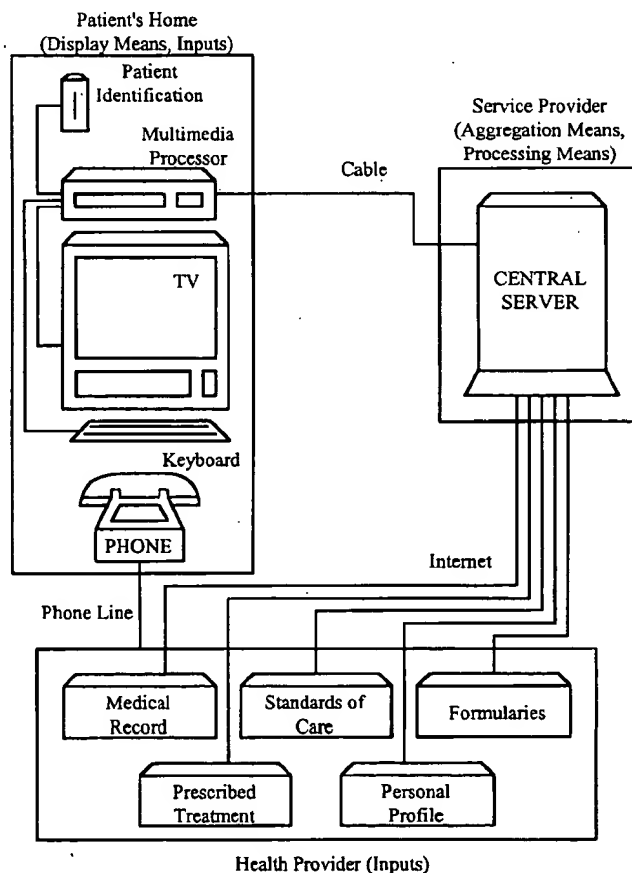 Patient's Home
(Display Means, Inputs)
Patient
Identification
Multimedia
Processor
TV
Keyboard
PHONE
Cable
Service Provider
(Aggregation Means,
Processing Means)
CENTRAL
SERVER
Internet
Phone Line
Medical
Record
Standards of
Care
Formularies
Prescribed
Treatment
Personal
Profile
Health Provider (Inputs)